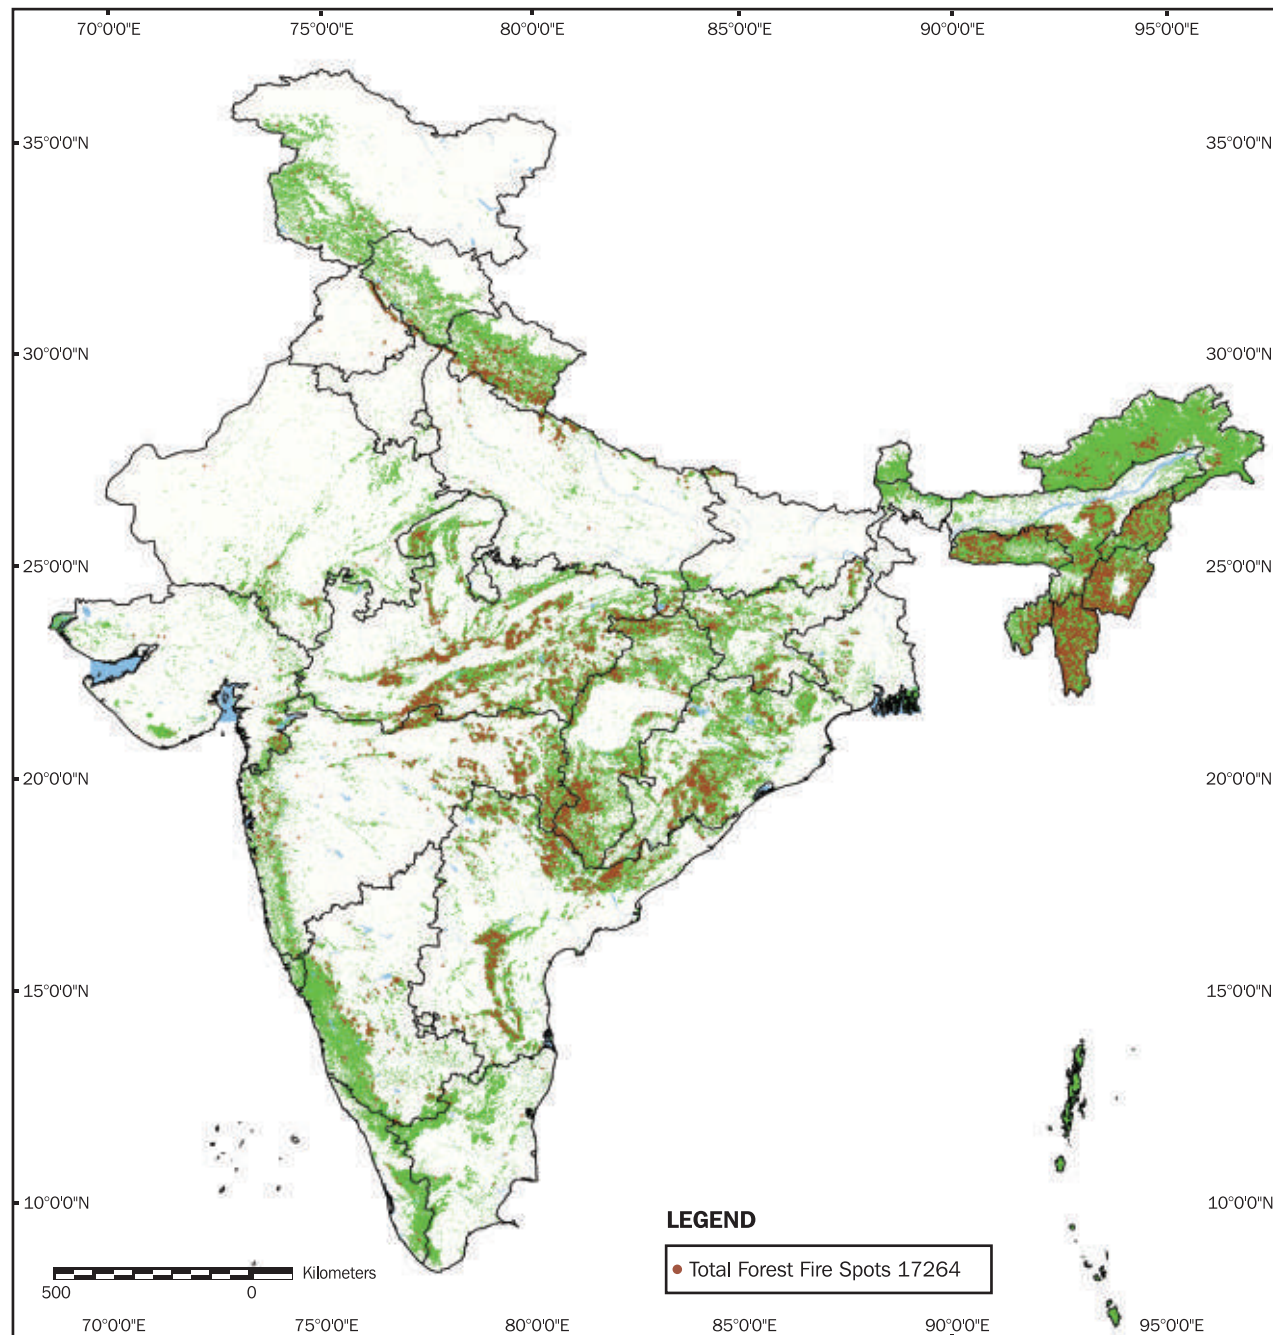 70°0'0"E 75°0'0"E 80°0'0"E 85°0'0"E 90°0'0"E 95°0'0"E
35°0'0"N 35°0'0"N
30°0'0"N 30°0'0"N
25°0'0"N 25°0'0"N
20°0'0"N 20°0'0"N
15°0'0"N 15°0'0"N
10°0'0"N 10°0'0"N
LEGEND
Total Forest Fire Spots 17264
Kilometers
500 0
70°0'0"E 75°0'0"E 80°0'0"E 85°0'0"E 90°0'0"E 95°0'0"E